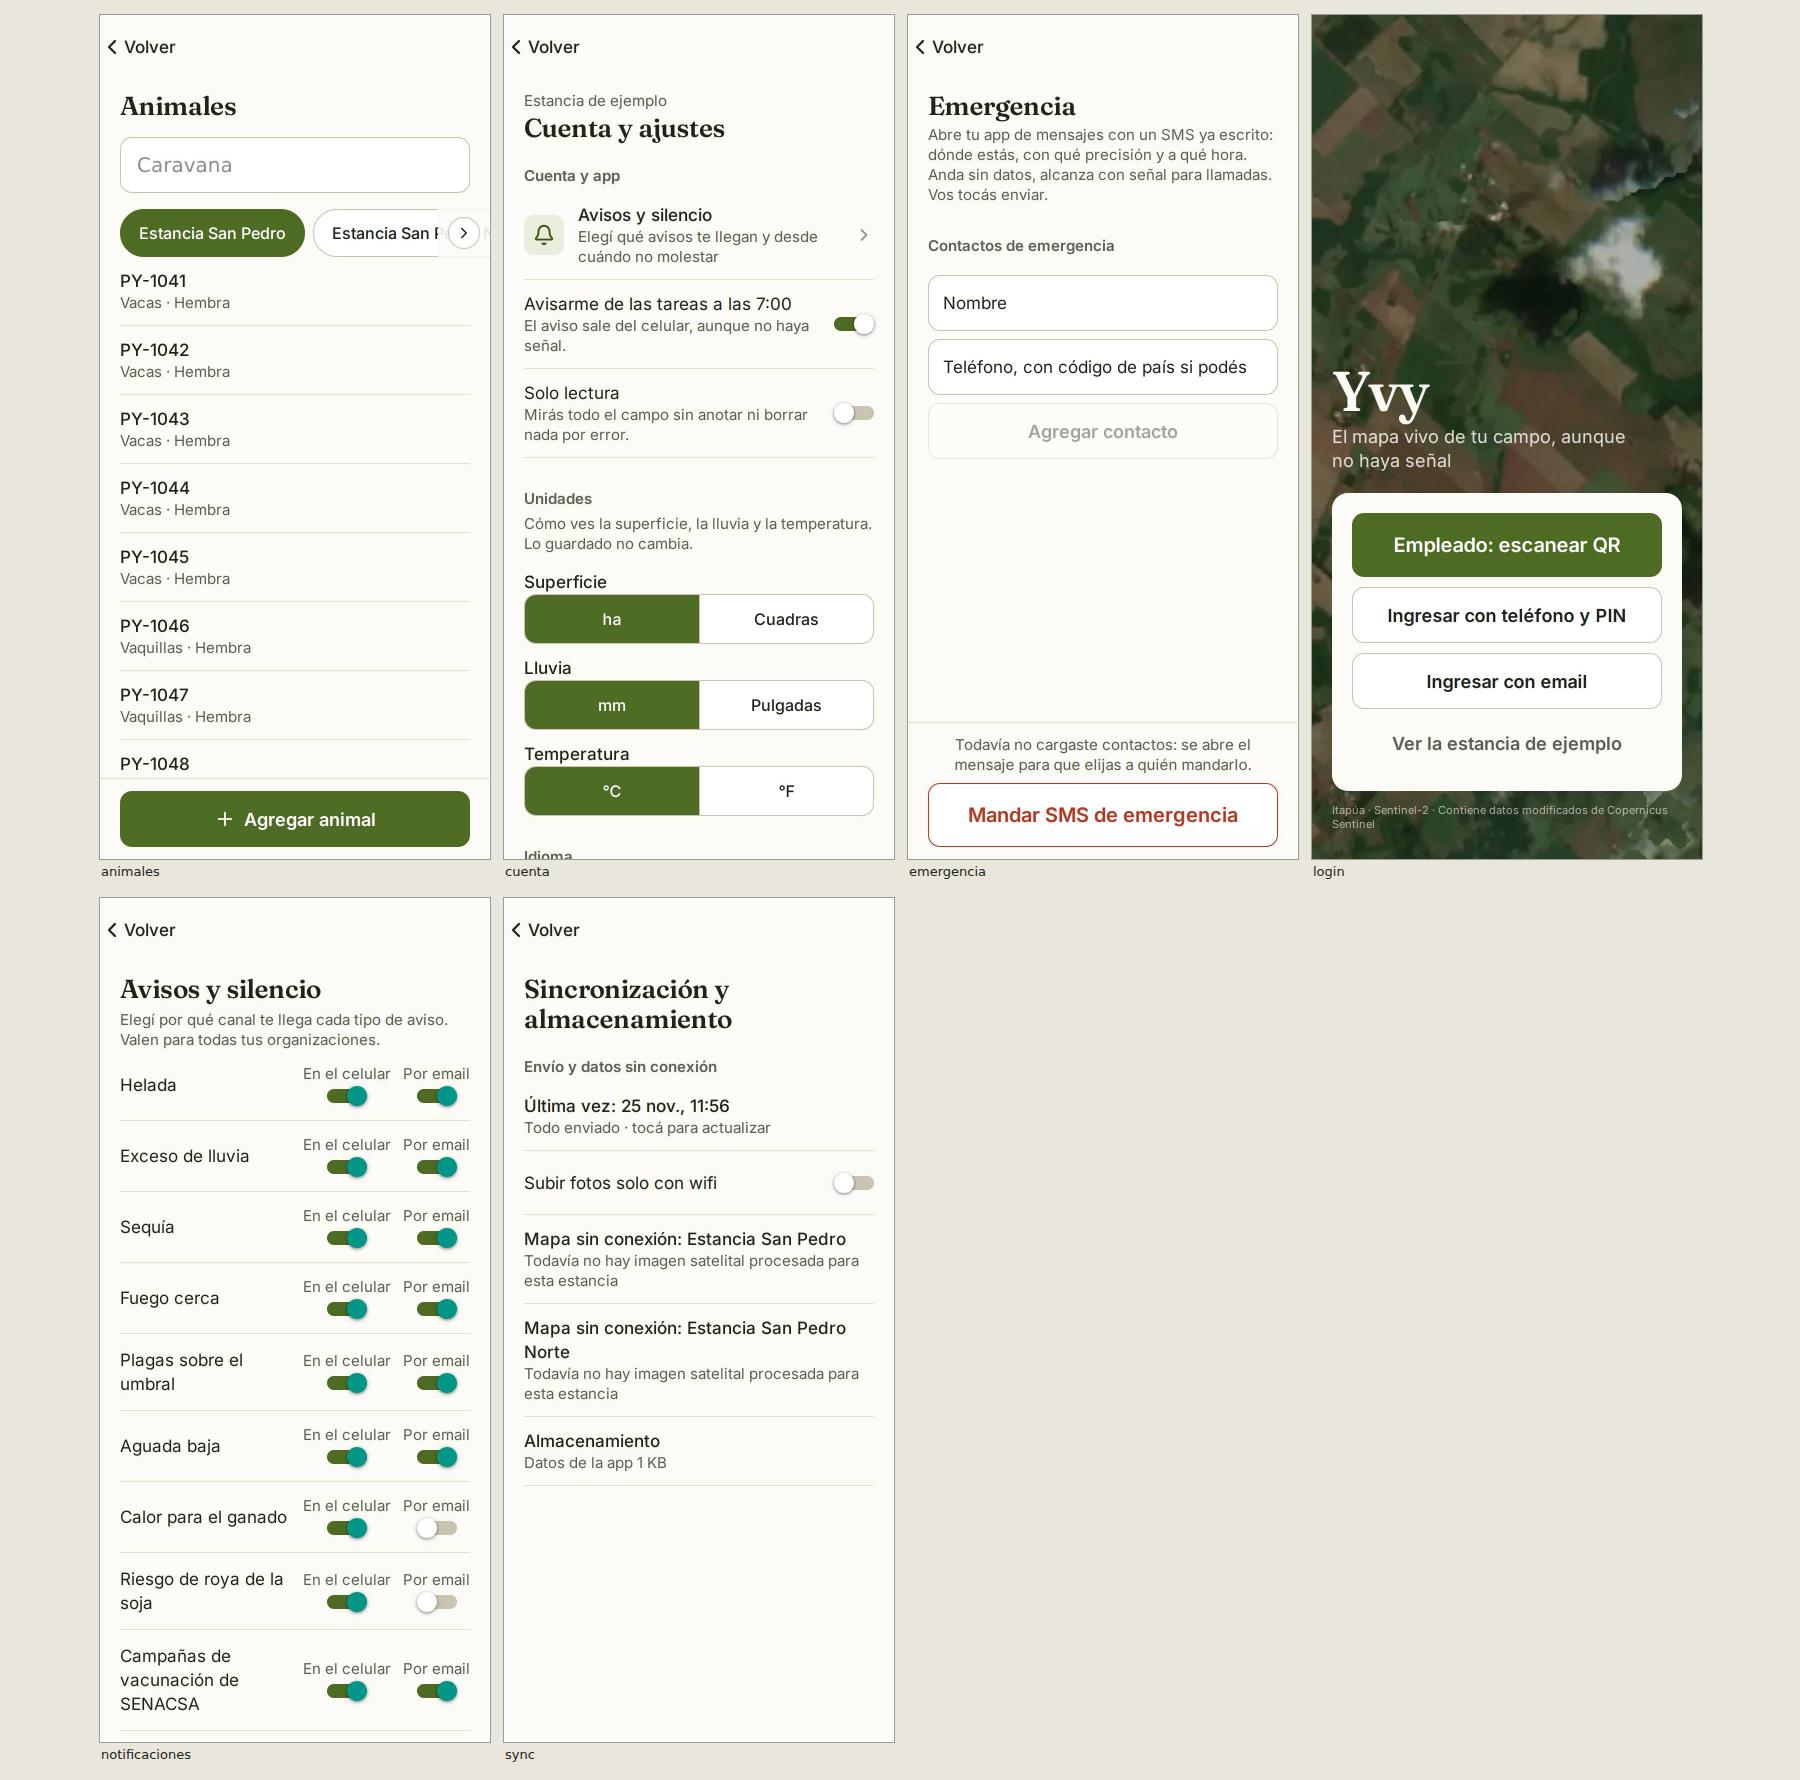 Volver
Animales
Caravana
Estancia San Pedro
Estancia San
PY-1041
Vacas · Hembra
PY-1042
Vacas · Hembra
PY-1043
Vacas · Hembra
PY-1044
Vacas · Hembra
PY-1045
Vacas · Hembra
PY-1046
Vaquillas · Hembra
PY-1047
Vaquillas · Hembra
PY-1048
+ Agregar animal
animales
Volver
Estancia de ejemplo
Cuenta y ajustes
Cuenta y app
Avisos y silencio
Elegí qué avisos te llegan y desde
cuándo no molestar
Avisarme de las tareas a las 7:00
El aviso sale del celular, aunque no haya
señal.
Solo lectura
Mirás todo el campo sin anotar ni borrar
nada por error.
Unidades
Cómo ves la superficie, la lluvia y la temperatura.
Lo guardado no cambia.
Superficie
ha
Cuadras
Lluvia
mm
Pulgadas
Temperatura
°C
°F
Idioma
cuenta
Volver
Emergencia
Abre tu app de mensajes con un SMS ya escrito:
dónde estás, con qué precisión y a qué hora.
Anda sin datos, alcanza con señal para llamadas.
Vos tocás enviar.
Contactos de emergencia
Nombre
Teléfono, con código de país si podés
Agregar contacto
Todavía no cargaste contactos: se abre el
mensaje para que elijas a quién mandarlo.
Mandar SMS de emergencia
emergencia
Yvy
El mapa vivo de tu campo, aunque
no haya señal
Empleado: escanear QR
Ingresar con teléfono y PIN
Ingresar con email
Ver la estancia de ejemplo
Itapúa · Sentinel-2 · Contiene datos modificados de Copernicus
Sentinel
login
Volver
Avisos y silencio
Elegí por qué canal te llega cada tipo de aviso.
Valen para todas tus organizaciones.
Helada
En el celular
Por email
Exceso de lluvia
En el celular
Por email
Sequía
En el celular
Por email
Fuego cerca
En el celular
Por email
Plagas sobre el
umbral
En el celular
Por email
Aguada baja
En el celular
Por email
Calor para el ganado
En el celular
Por email
Riesgo de roya de la
soja
En el celular
Por email
Campañas de
vacunación de
SENACSA
En el celular
Por email
notificaciones
Volver
Sincronización y
almacenamiento
Envío y datos sin conexión
Última vez: 25 nov., 11:56
Todo enviado · tocá para actualizar
Subir fotos solo con wifi
Mapa sin conexión: Estancia San Pedro
Todavía no hay imagen satelital procesada para
esta estancia
Mapa sin conexión: Estancia San Pedro
Norte
Todavía no hay imagen satelital procesada para
esta estancia
Almacenamiento
Datos de la app 1 KB
sync